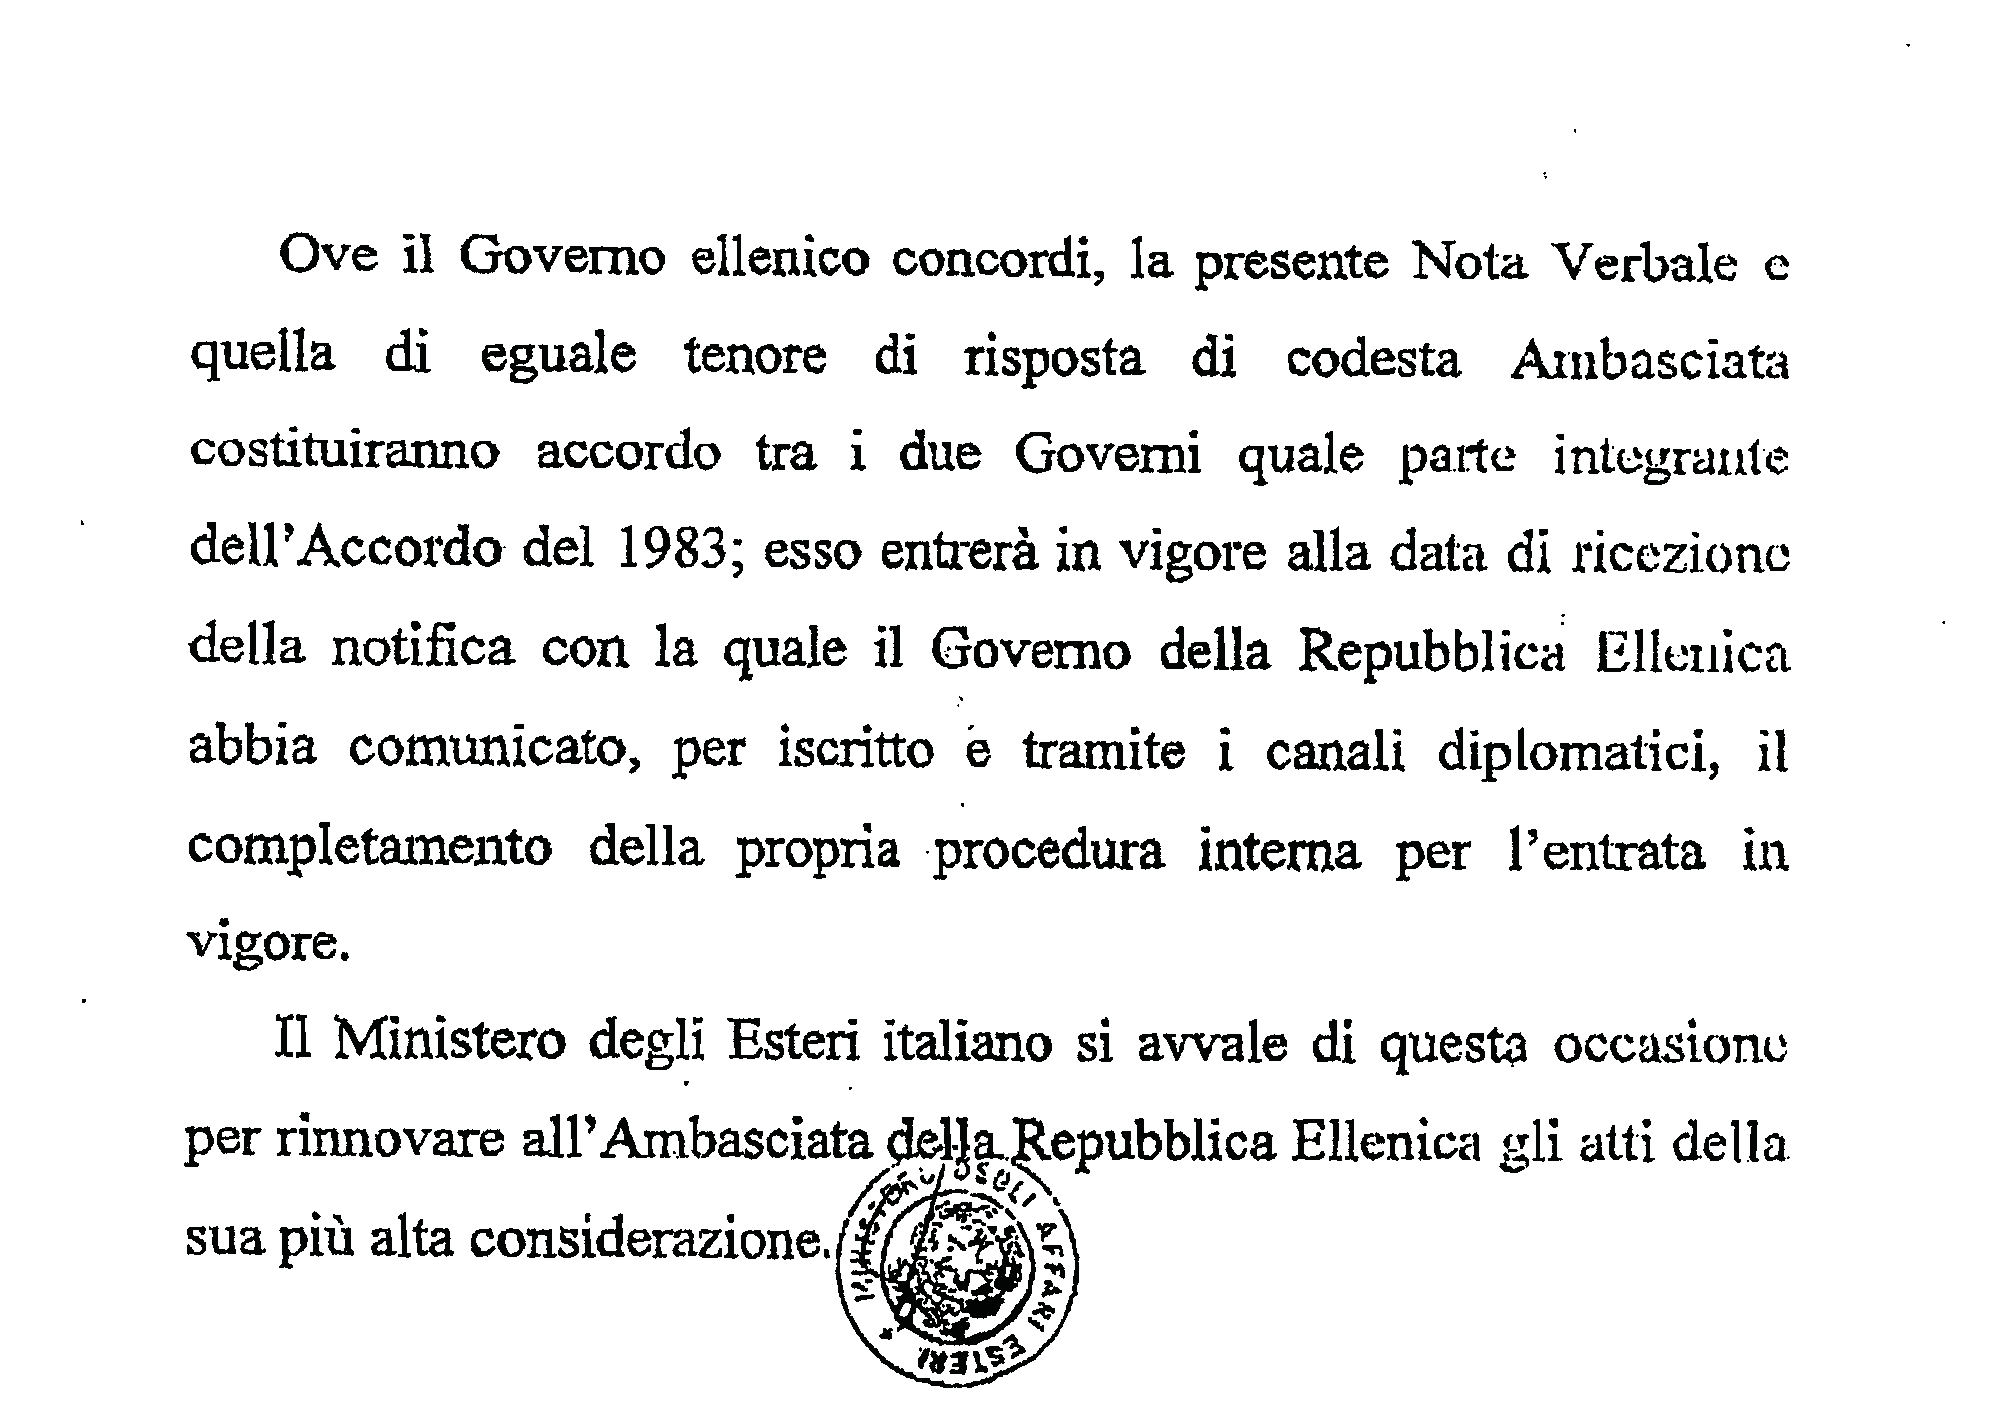 Ove il Governo ellenico concordi, la presente Nota Verbale e
quella di eguale tenore di risposta di codesta Ambasciata
costituiranno accordo tra i due Governi quale parte integrante
dell'Accordo del 1983; esso entrerà in vigore alla data di ricezione
della notifica con la quale il Governo della Repubblica Ellenica
abbia comunicato, per iscritto e tramite i canali diplomatici, il
completamento della propria procedura interna per l'entrata in
vigore.
Il Ministero degli Esteri italiano si avvale di questa occasione
per rinnovare all'Ambasciata della Repubblica Ellenica gli atti della
sua più alta considerazione.
AFFARI ESTERI